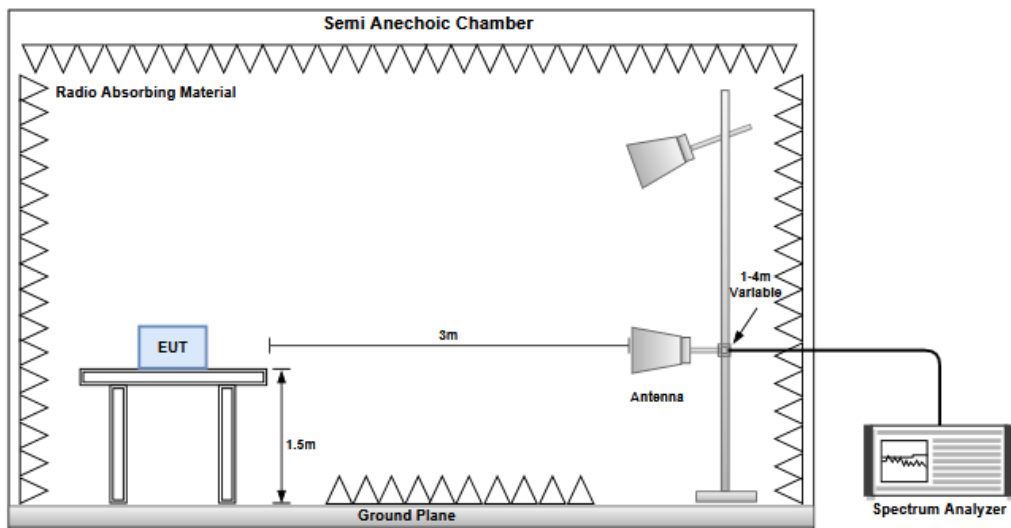 Semi Anechoic Chamber
Radio Absorbing Material
1-4m
Variable
3m
EUT
Antenna
1.5m
Ground Plane
Spectrum Analyzer